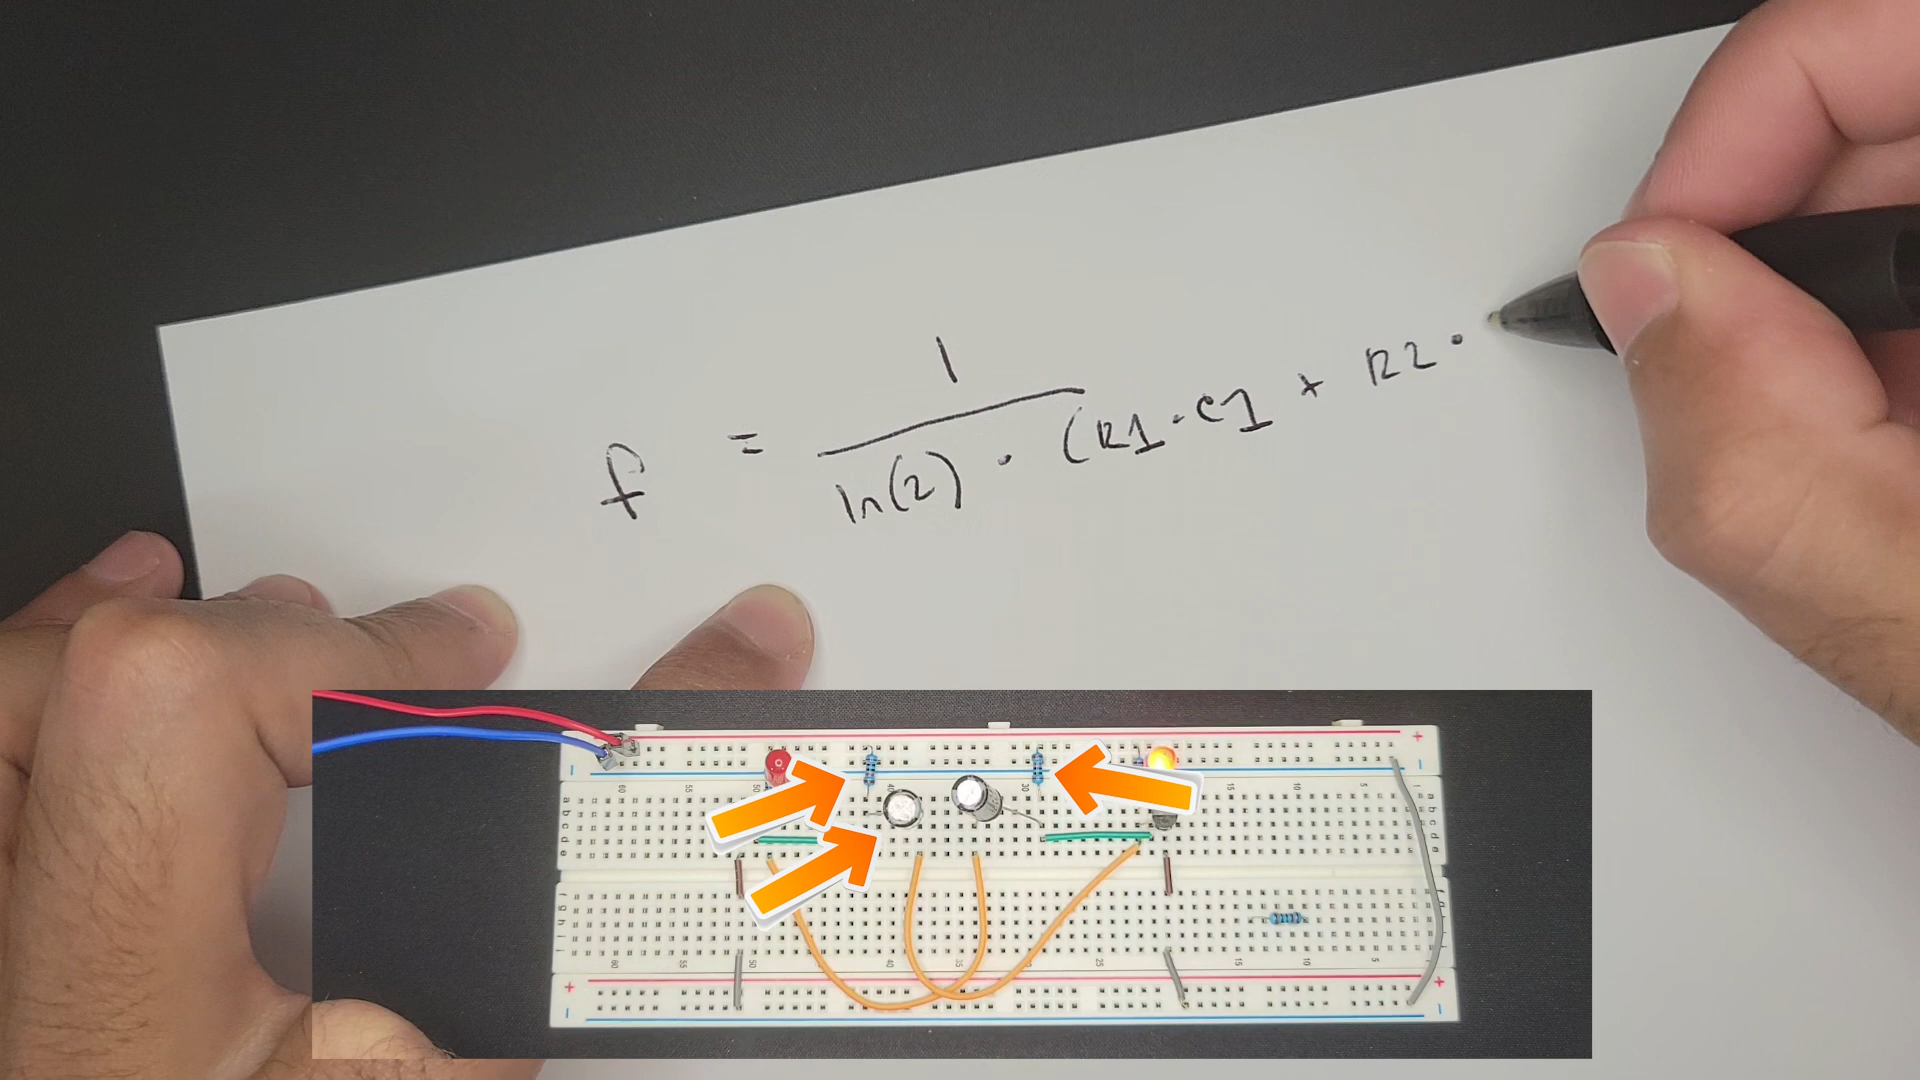 f = 1 / ln(2) · (R1 · C1 + R2 ·